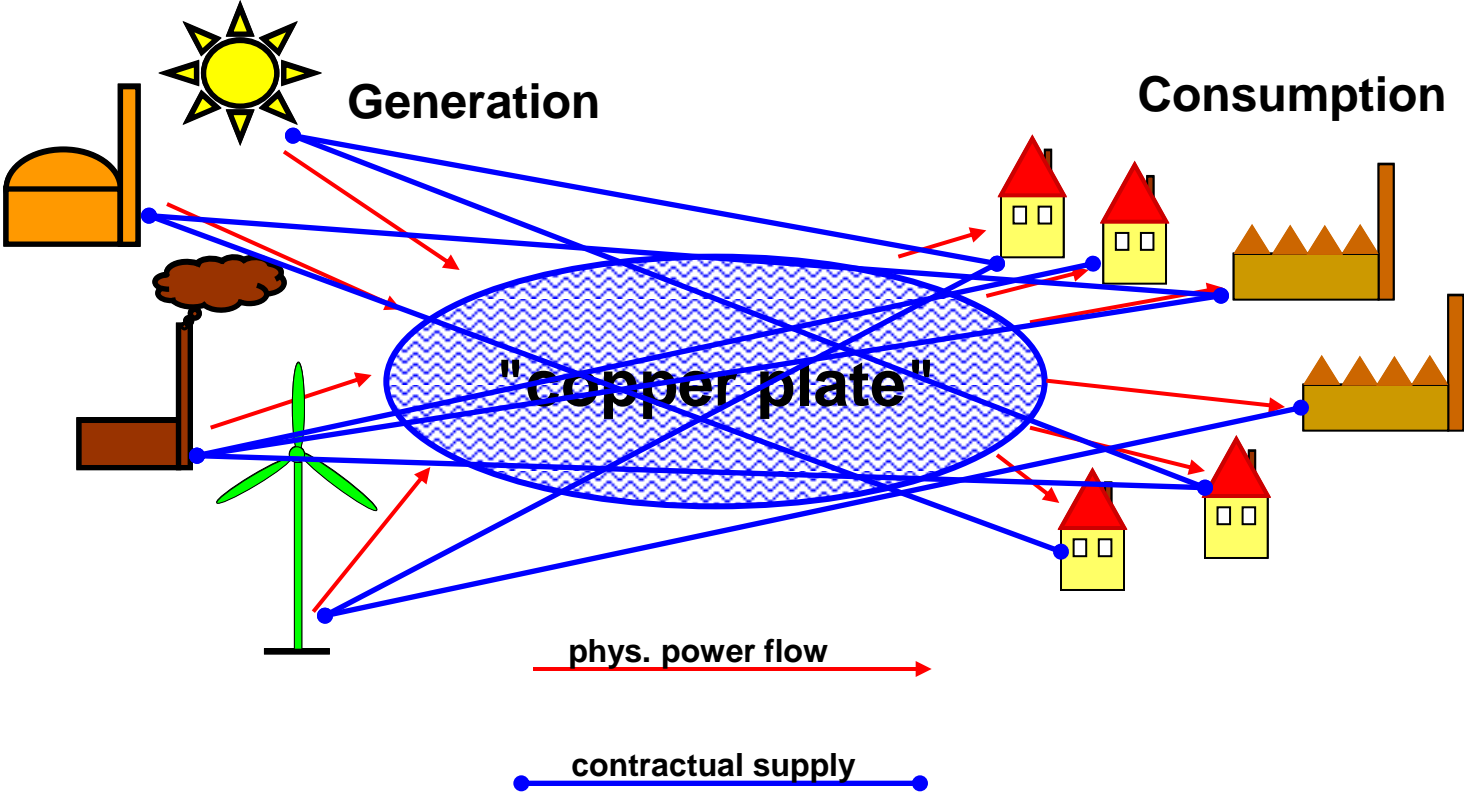 Generation
Consumption
"copper plate"
phys. power flow
contractual supply